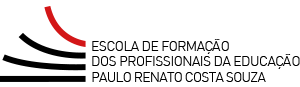 ESCOLA DE FORMAÇÃO
DOS PROFISSIONAIS DA EDUCAÇÃO
PAULO RENATO COSTA SOUZA